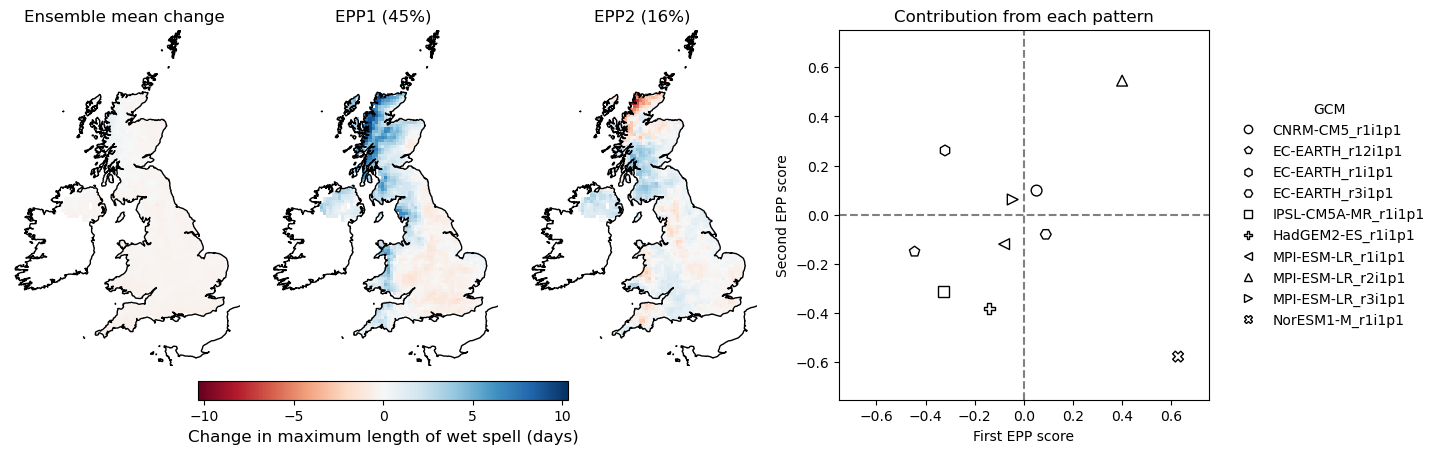 Ensemble mean change
EPP1 (45%)
EPP2 (16%)
−10
−5
0
5
10
Change in maximum length of wet spell (days)
Contribution from each pattern
0.6
0.4
0.2
0.0
−0.2
−0.4
−0.6
Second EPP score
−0.6
−0.4
−0.2
0.0
0.2
0.4
0.6
First EPP score
GCM
CNRM-CM5_r1i1p1
EC-EARTH_r12i1p1
EC-EARTH_r1i1p1
EC-EARTH_r3i1p1
IPSL-CM5A-MR_r1i1p1
HadGEM2-ES_r1i1p1
MPI-ESM-LR_r1i1p1
MPI-ESM-LR_r2i1p1
MPI-ESM-LR_r3i1p1
NorESM1-M_r1i1p1